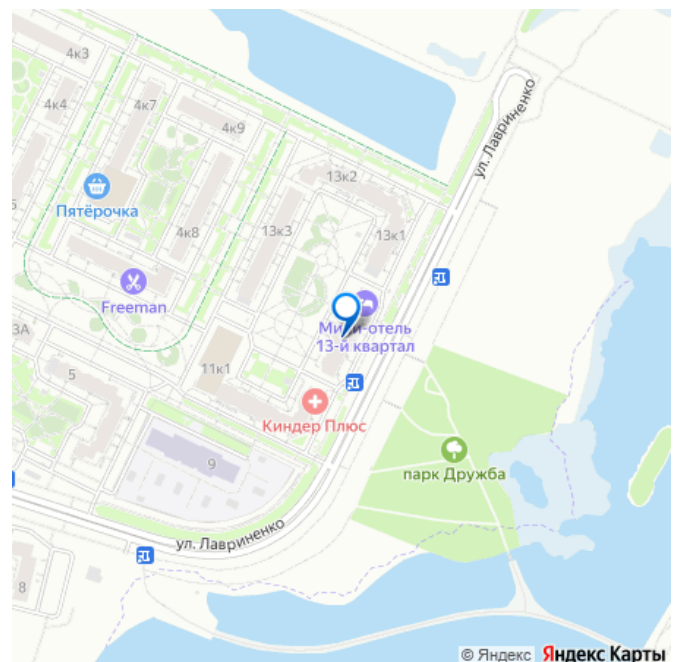 4к3
4к4
4к7
4к9
ул. Лавриненко
13к2
Пятёрочка
4к8
13к3
13к1
Freeman
Мини-отель
13-й квартал
3А
11к1
5
Киндер Плюс
9
парк Дружба
ул. Лавриненко
8
© Яндекс Яндекс Карты